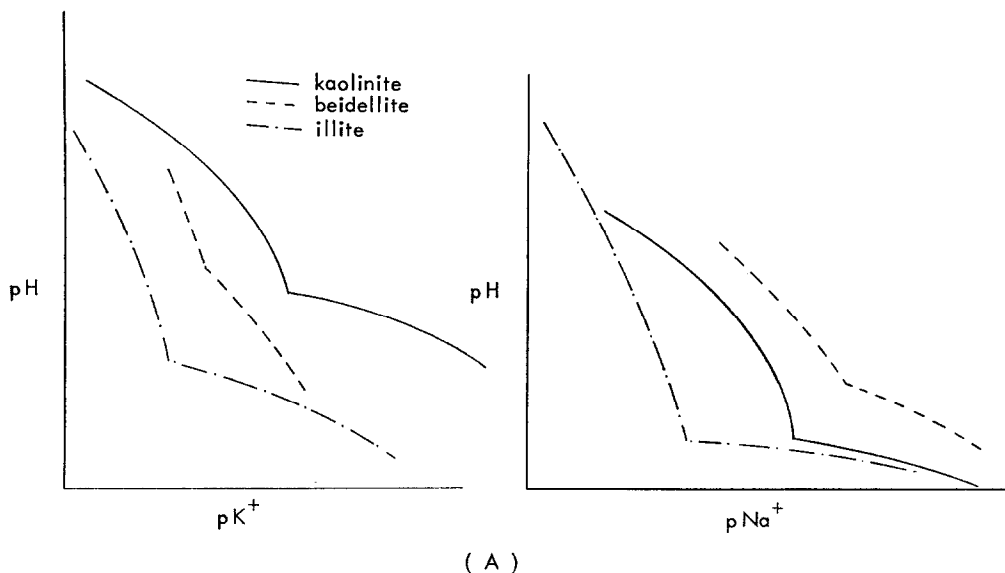 kaolinite
beidellite
illite
pH
pH
pK+
pNa+
( A )